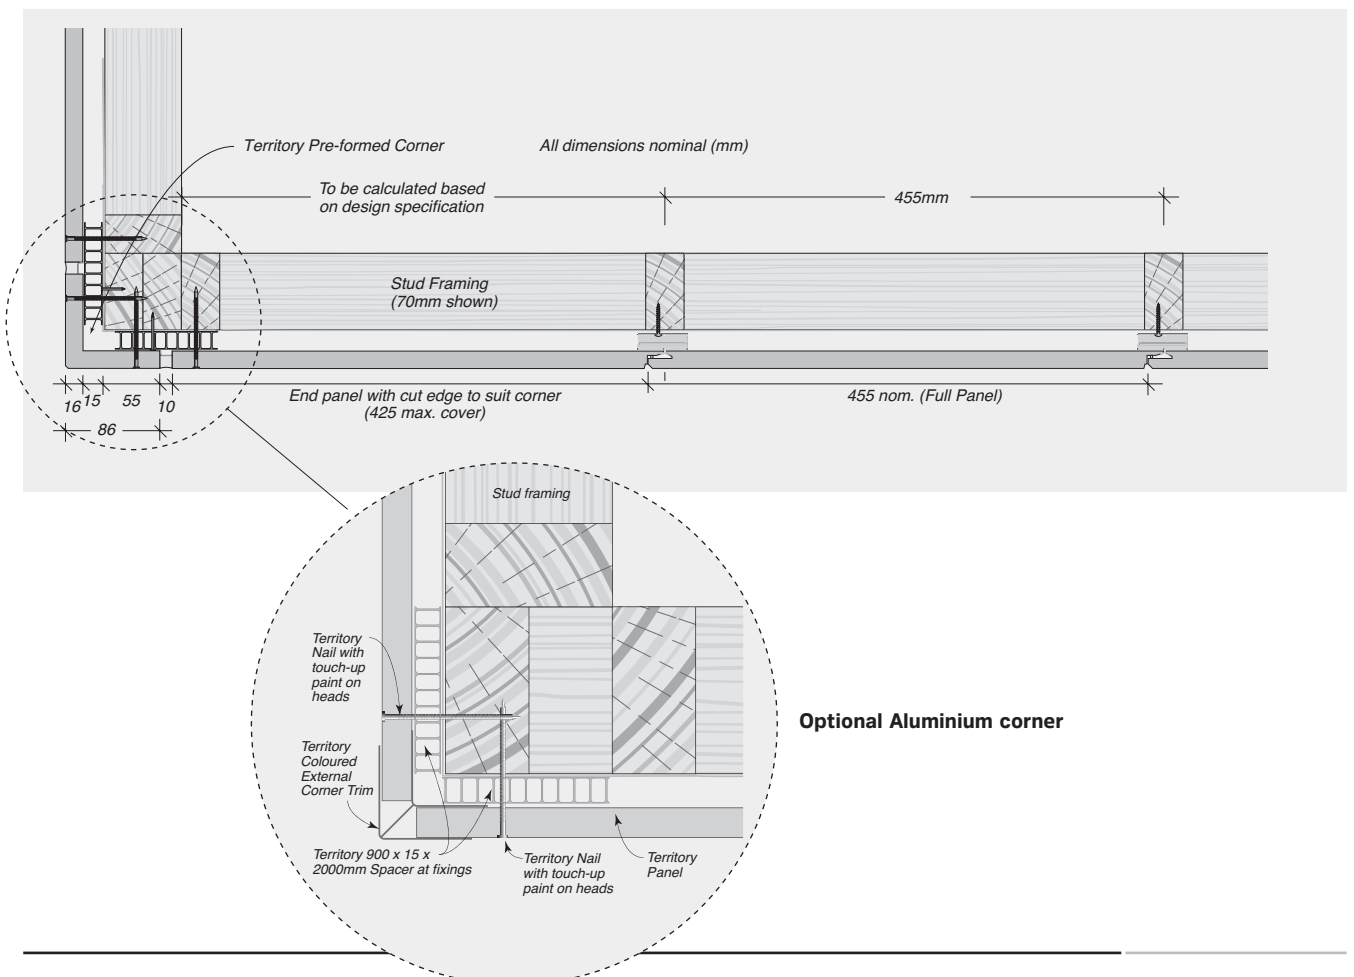 Territory Pre-formed Corner
All dimensions nominal (mm)
To be calculated based
on design specification
455mm
Stud Framing
(70mm shown)
16
15
55
10
End panel with cut edge to suit corner
(425 max. cover)
455 nom. (Full Panel)
86
Stud framing
Territory
Nail with
touch-up
paint on
heads
Optional Aluminium corner
Territory
Coloured
External
Corner Trim
Territory 900 x 15 x
2000mm Spacer at fixings
Territory Nail
with touch-up
paint on heads
Territory
Panel